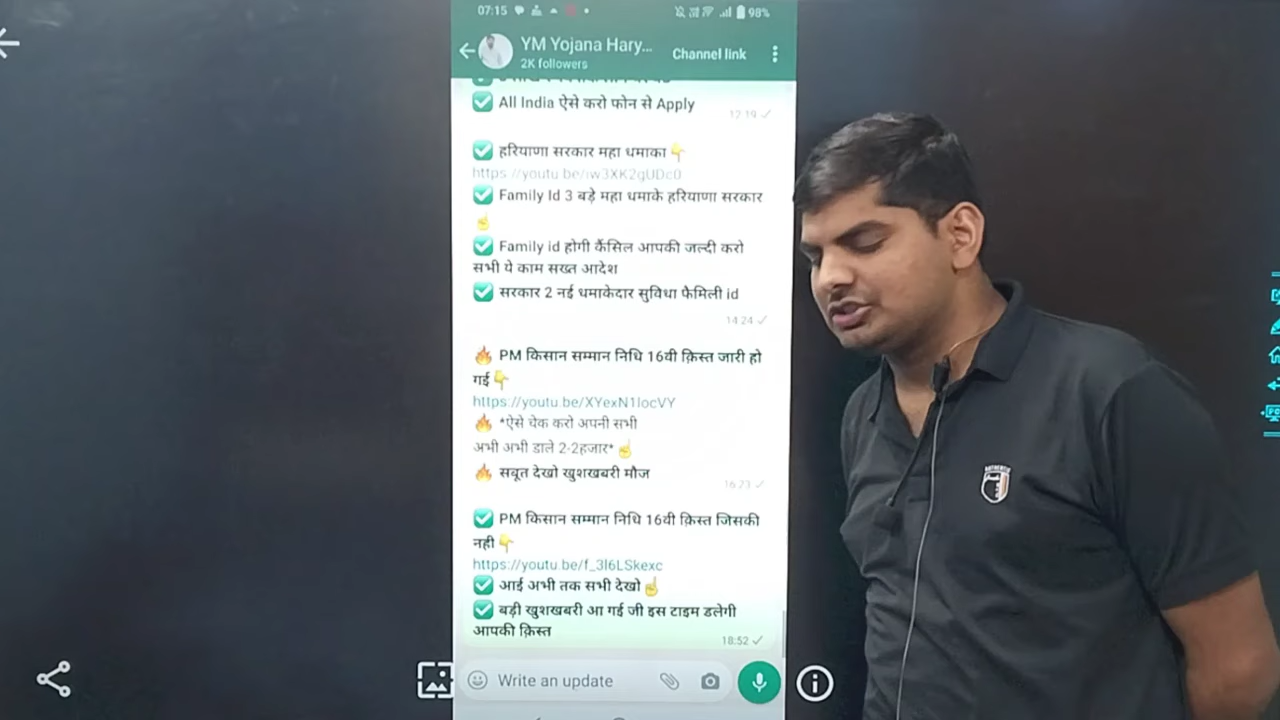 07:15
98%
YM Yojana Hary...
2K followers
Channel link
All India ऐसे करो फोन से Apply
12:19
हरियाणा सरकार महा धमाका
https://youtu.be/iw3XK2gUDc0
Family Id 3 बड़े महा धमाके हरियाणा सरकार
Family id होगी कैंसिल आपकी जल्दी करो
सभी ये काम सख्त आदेश
सरकार 2 नई धमाकेदार सुविधा फैमिली id
14:24
PM किसान सम्मान निधि 16वी क़िस्त जारी हो
गई
https://youtu.be/XYexN1locVY
*ऐसे चेक करो अपनी सभी
अभी अभी डाले 2-2हजार*
सबूत देखो खुशखबरी मौज
16:23
PM किसान सम्मान निधि 16वी क़िस्त जिसकी
नही
https://youtu.be/f_3l6LSkexc
आई अभी तक सभी देखो
बड़ी खुशखबरी आ गई जी इस टाइम डलेगी
आपकी क़िस्त
18:52
Write an update